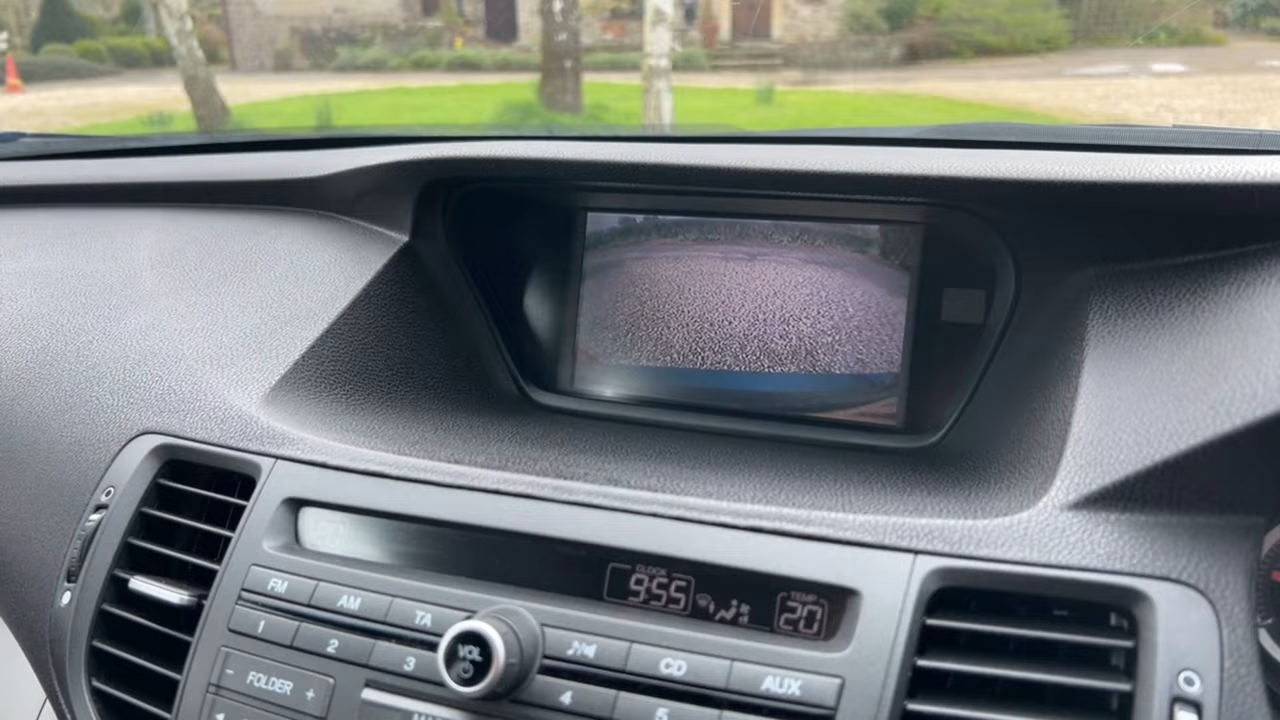 CLOCK
9:55
TEMP
20
FM AM TA
1 2 3
VOL
CD AUX
4 5
- FOLDER +